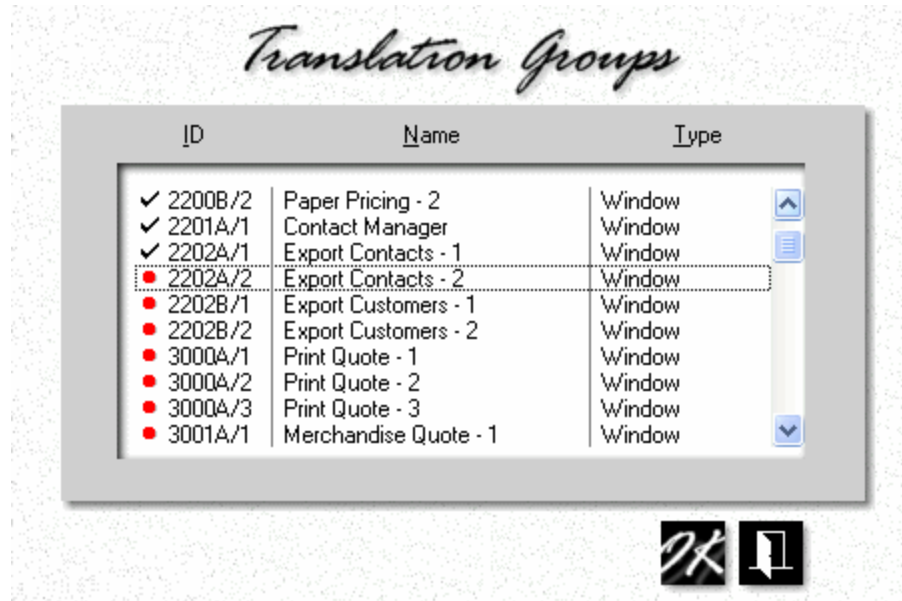 Translation Groups
ID Name Type
2200B/2 Paper Pricing - 2 Window
2201A/1 Contact Manager Window
2202A/1 Export Contacts - 1 Window
2202A/2 Export Contacts - 2 Window
2202B/1 Export Customers - 1 Window
2202B/2 Export Customers - 2 Window
3000A/1 Print Quote - 1 Window
3000A/2 Print Quote - 2 Window
3000A/3 Print Quote - 3 Window
3001A/1 Merchandise Quote - 1 Window
OK